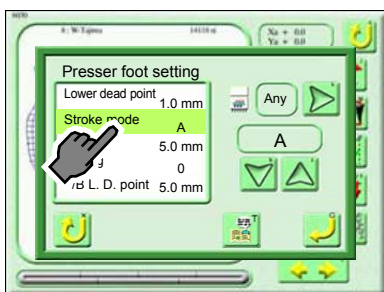 Presser foot setting
Lower dead point
1.0 mm
Stroke mode
A
5.0 mm
0
/B L. D. point 5.0 mm
Any
A
T
G
Xa + 0.0
Ya + 0.0